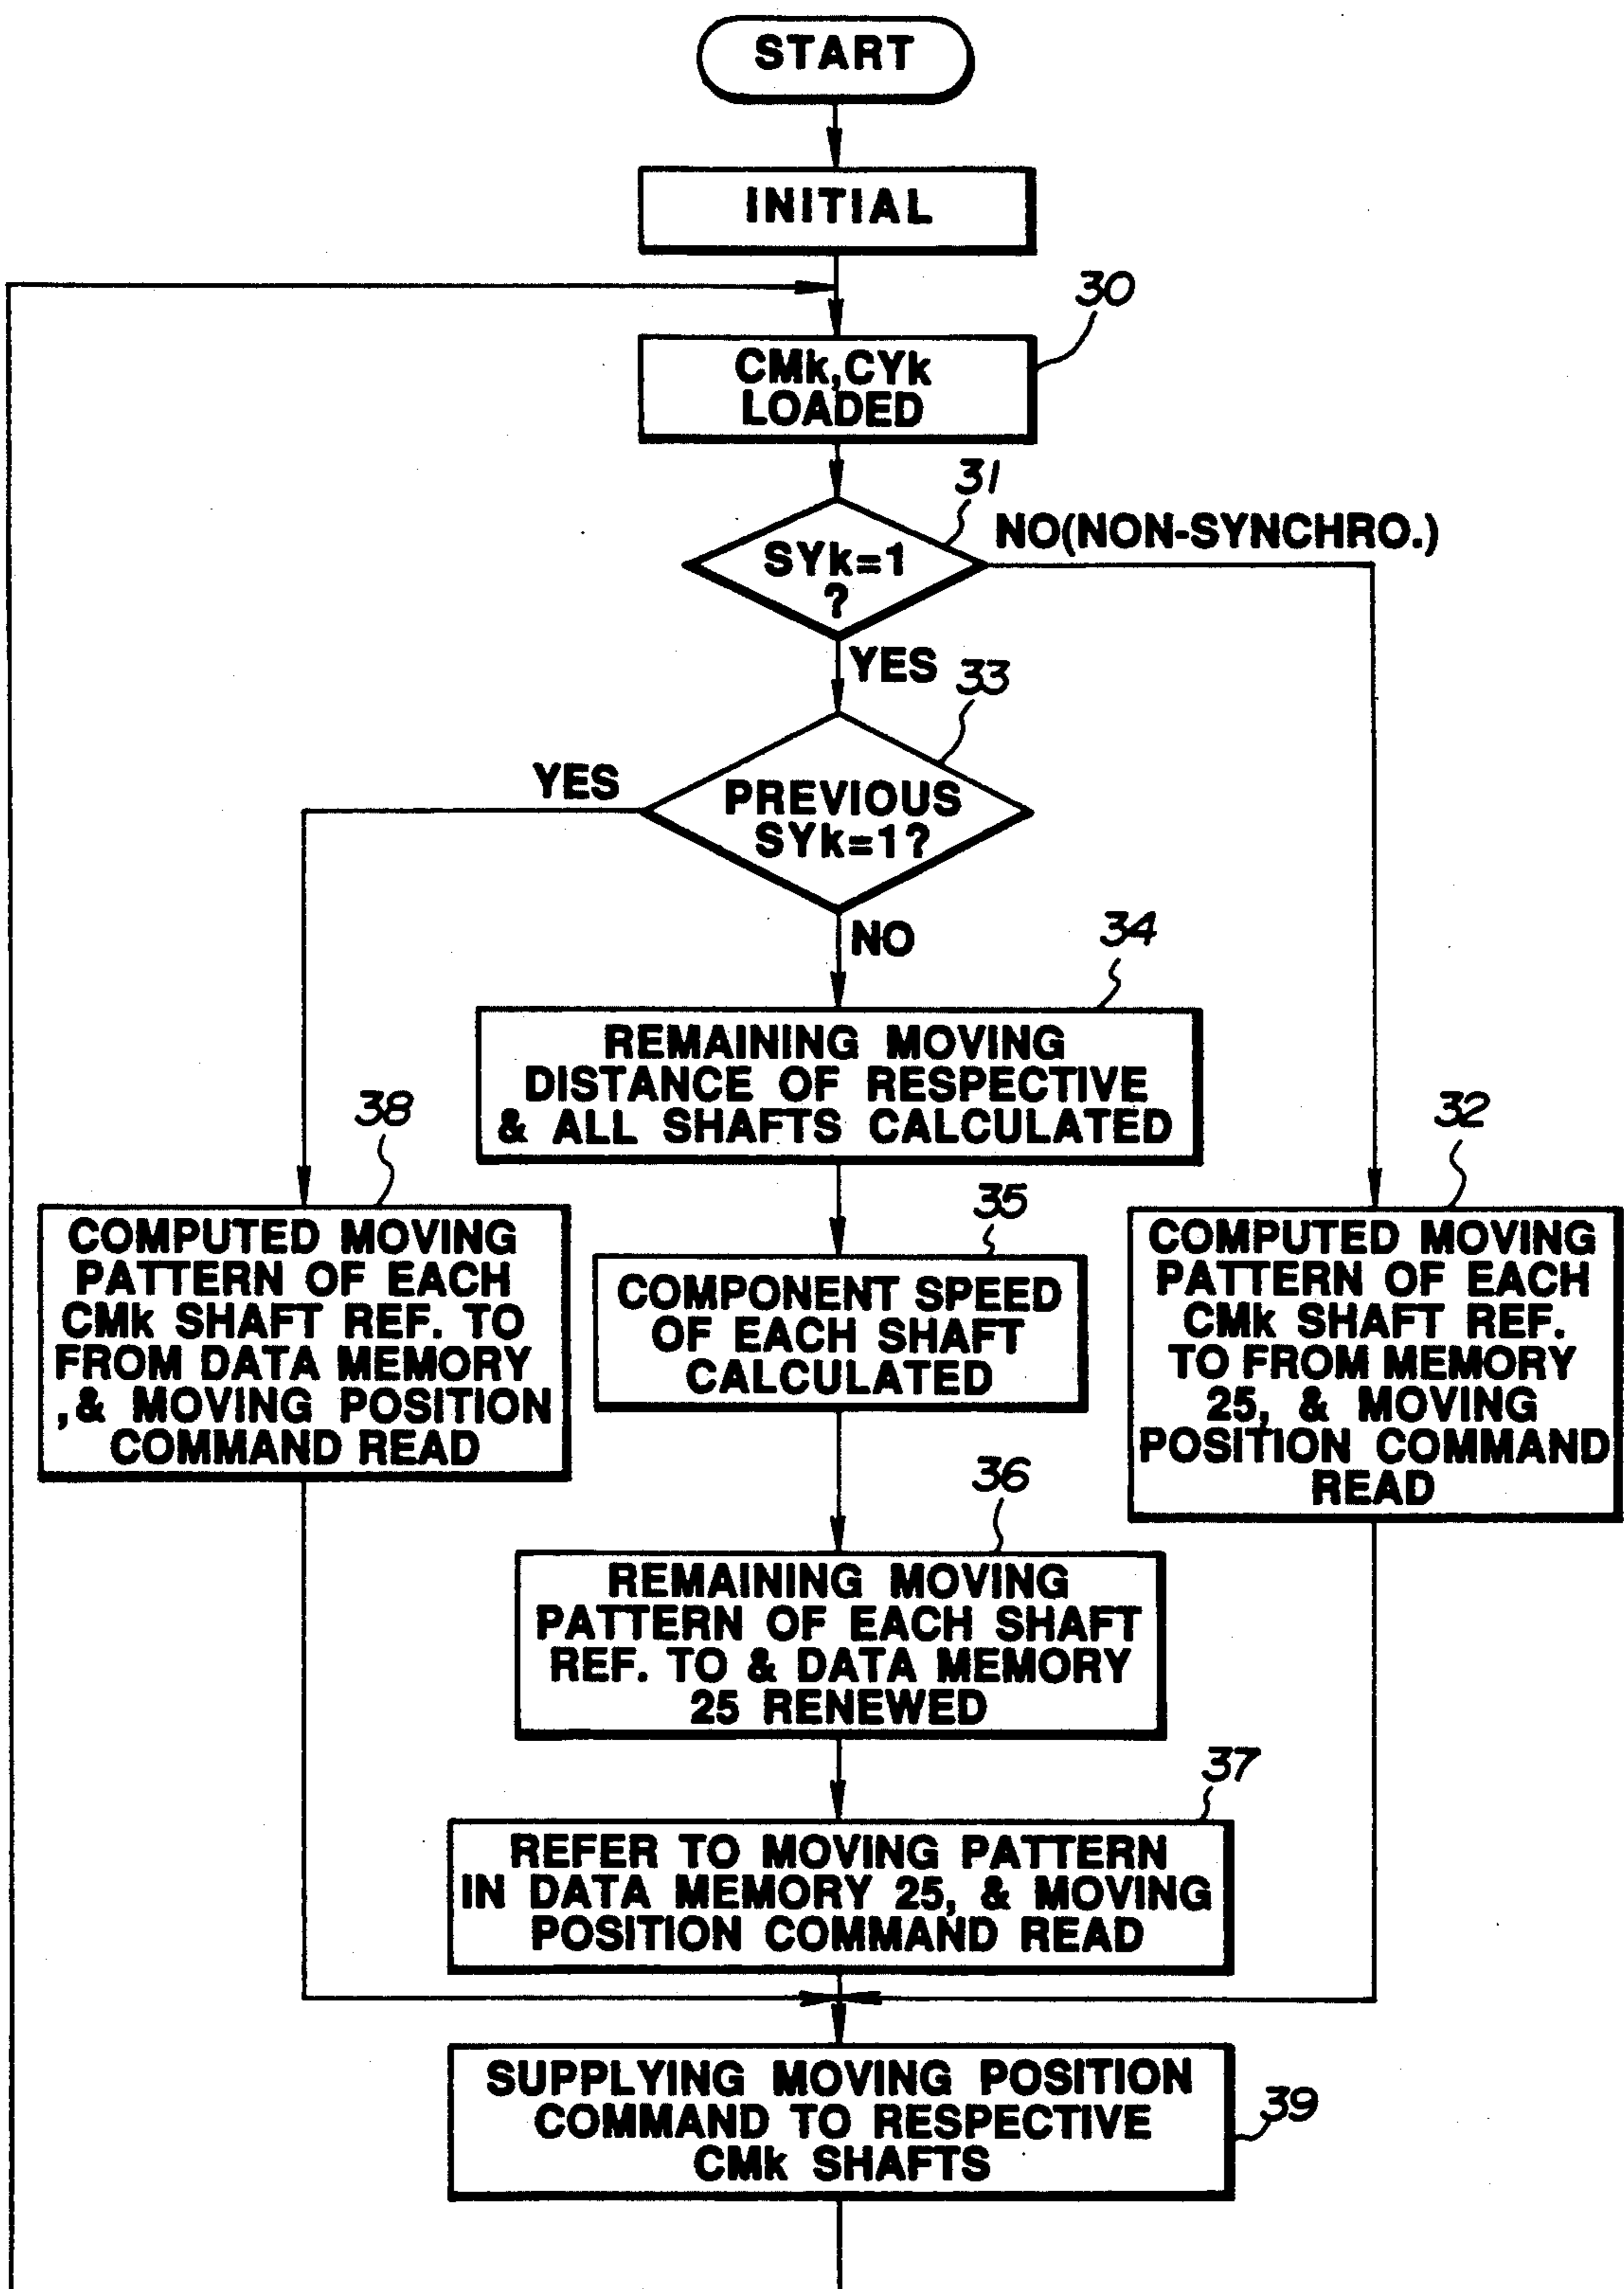 START
INITIAL
30
CMk,CYk
LOADED
31
NO(NON-SYNCHRO.)
SYk=1
?
YES
33
YES
PREVIOUS
SYk=1?
NO
34
REMAINING MOVING
DISTANCE OF RESPECTIVE
& ALL SHAFTS CALCULATED
38
COMPUTED MOVING
PATTERN OF EACH
CMk SHAFT REF. TO
FROM DATA MEMORY
,& MOVING POSITION
COMMAND READ
35
COMPONENT SPEED
OF EACH SHAFT
CALCULATED
32
COMPUTED MOVING
PATTERN OF EACH
CMk SHAFT REF.
TO FROM MEMORY
25, & MOVING
POSITION COMMAND
READ
36
REMAINING MOVING
PATTERN OF EACH SHAFT
REF. TO & DATA MEMORY
25 RENEWED
37
REFER TO MOVING PATTERN
IN DATA MEMORY 25, & MOVING
POSITION COMMAND READ
SUPPLYING MOVING POSITION
COMMAND TO RESPECTIVE
CMk SHAFTS
39